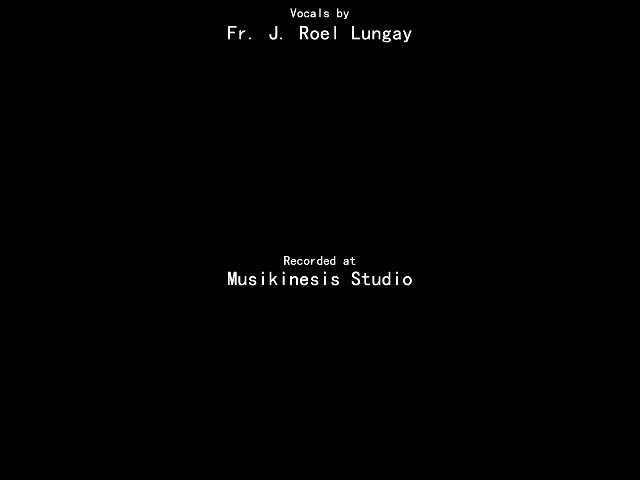 Vocals by
Fr. J. Roel Lungay
Recorded at
Musikinesis Studio